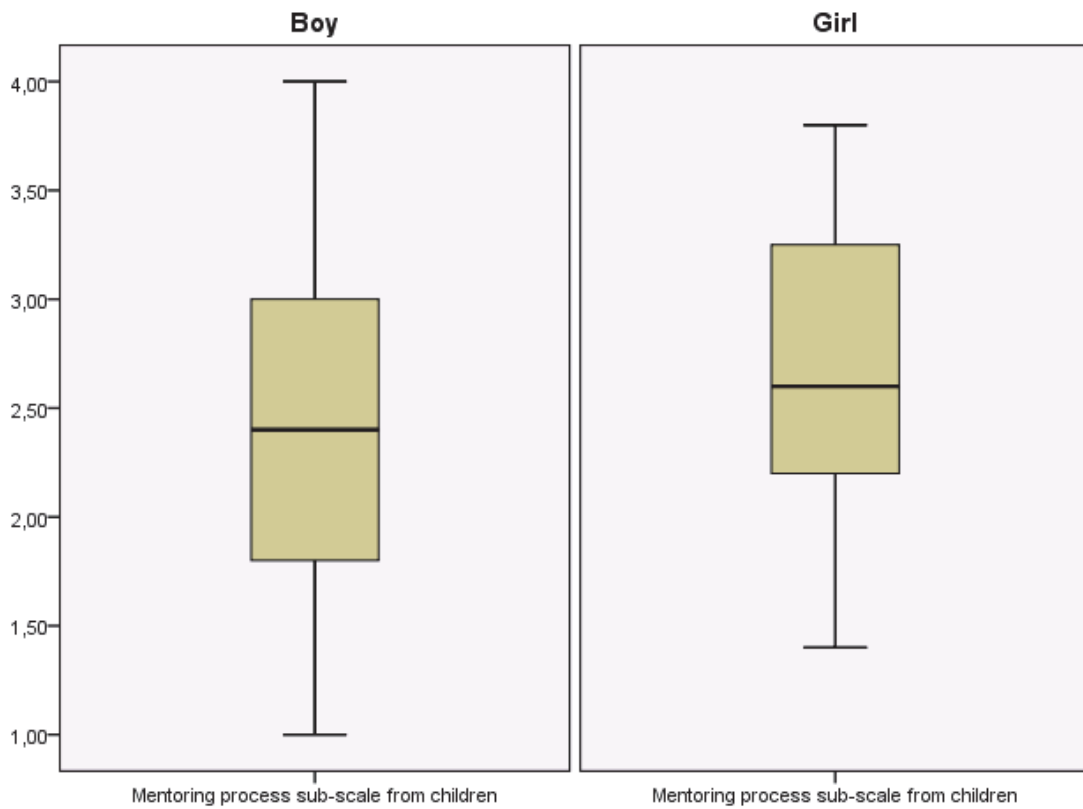 Boy
Girl
4,00
3,50
3,00
2,50
2,00
1,50
1,00
Mentoring process sub-scale from children
Mentoring process sub-scale from children